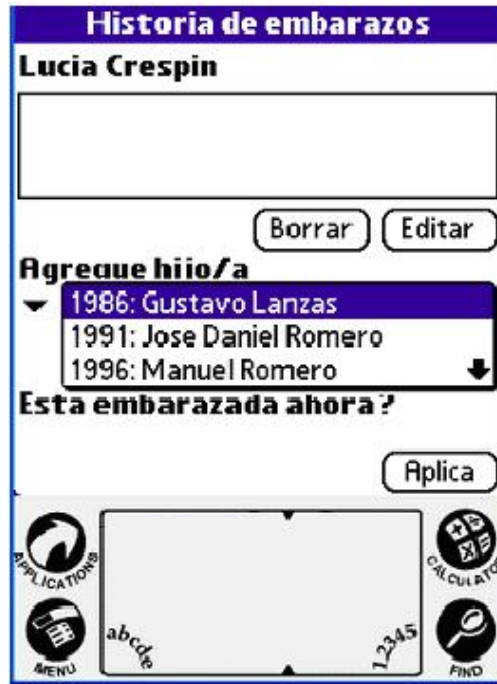 Historia de embarazos
Lucia Crespin
Borrar
Editar
Agregue hijo/a
1986: Gustavo Lanzas
1991: Jose Daniel Romero
1996: Manuel Romero
Esta embarazada ahora?
Aplica
APPLICATIONS
CALCULATO
abcde
12345
MENU
FIND